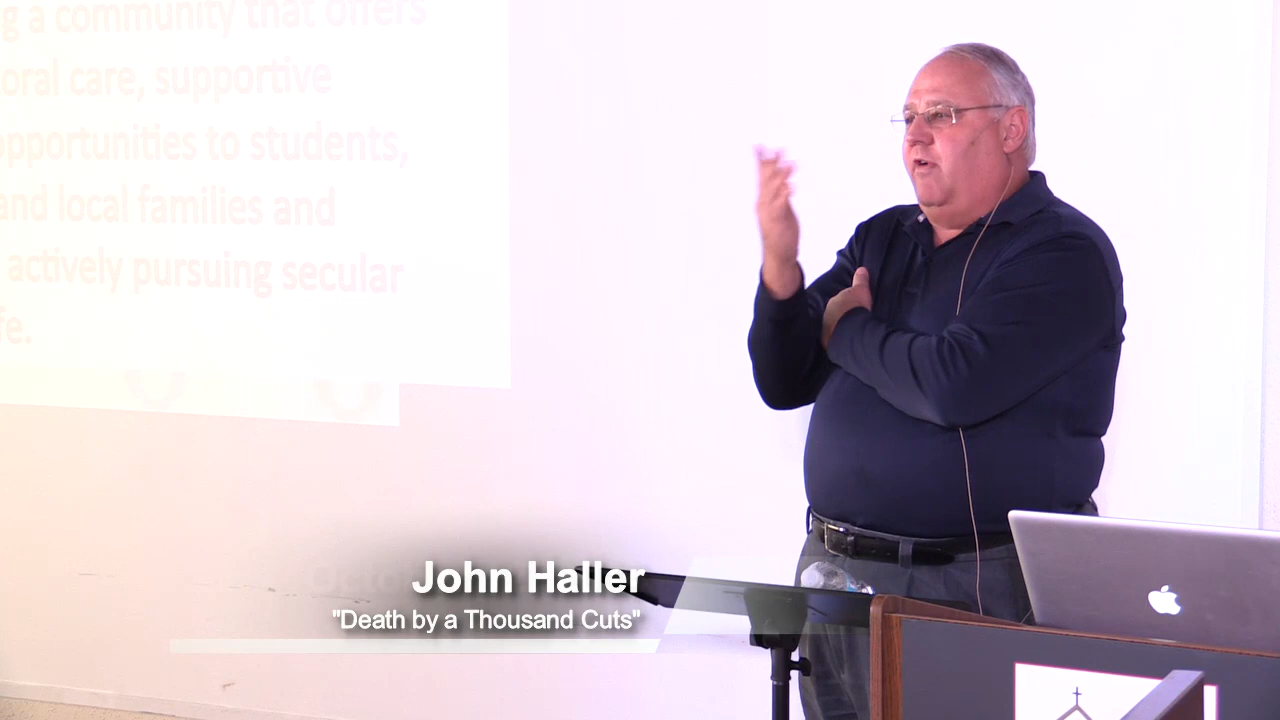 g a community that offers
oral care, supportive
opportunities to students,
and local families and
actively pursuing secular
fe.
John Haller
"Death by a Thousand Cuts"